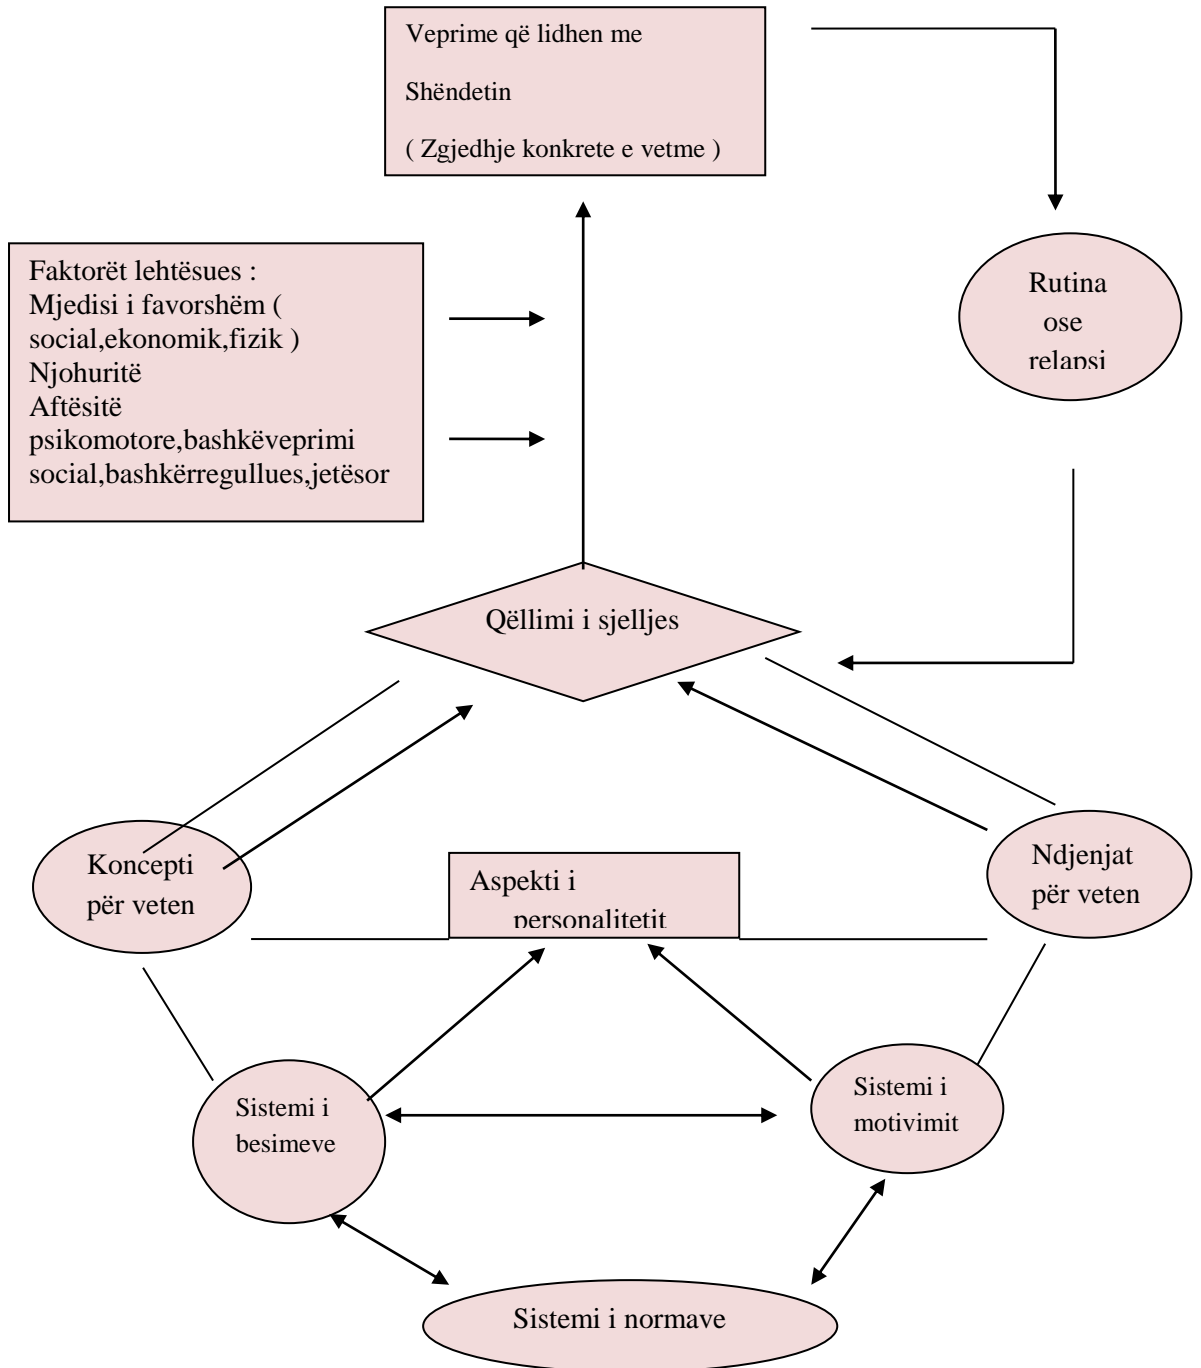 Veprime që lidhen me
Shëndetin
( Zgjedhje konkrete e vetme )
Faktorët lehtësues :
Mjedisi i favorshëm (
social,ekonomik,fizik )
Njohuritë
Aftësitë
psikomotore,bashkëveprimi
social,bashkërregullues,jetësor
Rutina
ose
relapsi
Qëllimi i sjelljes
Koncepti
për veten
Aspekti i
personalitetit
Ndjenjat
për veten
Sistemi i
besimeve
Sistemi i
motivimit
Sistemi i normave